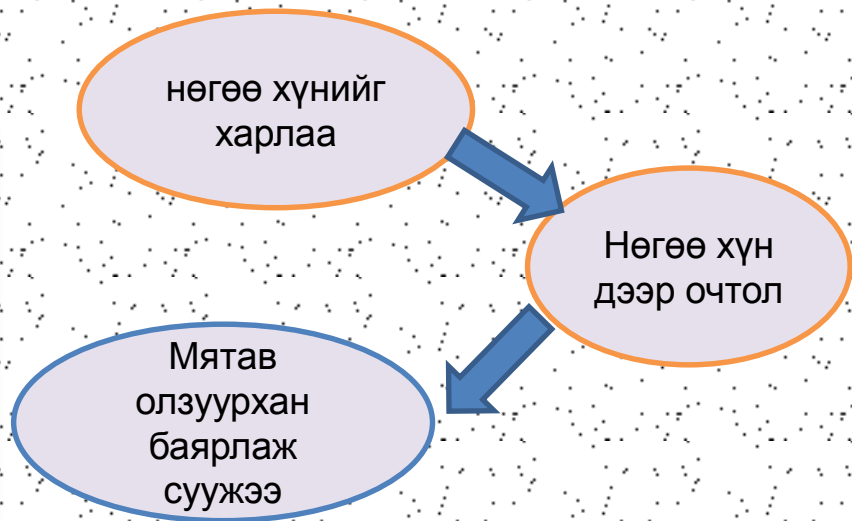 нөгөө хүнийг
харлаа
Нөгөө хүн
дээр очтол
Мятав
олзуурхан
баярлаж
суужээ